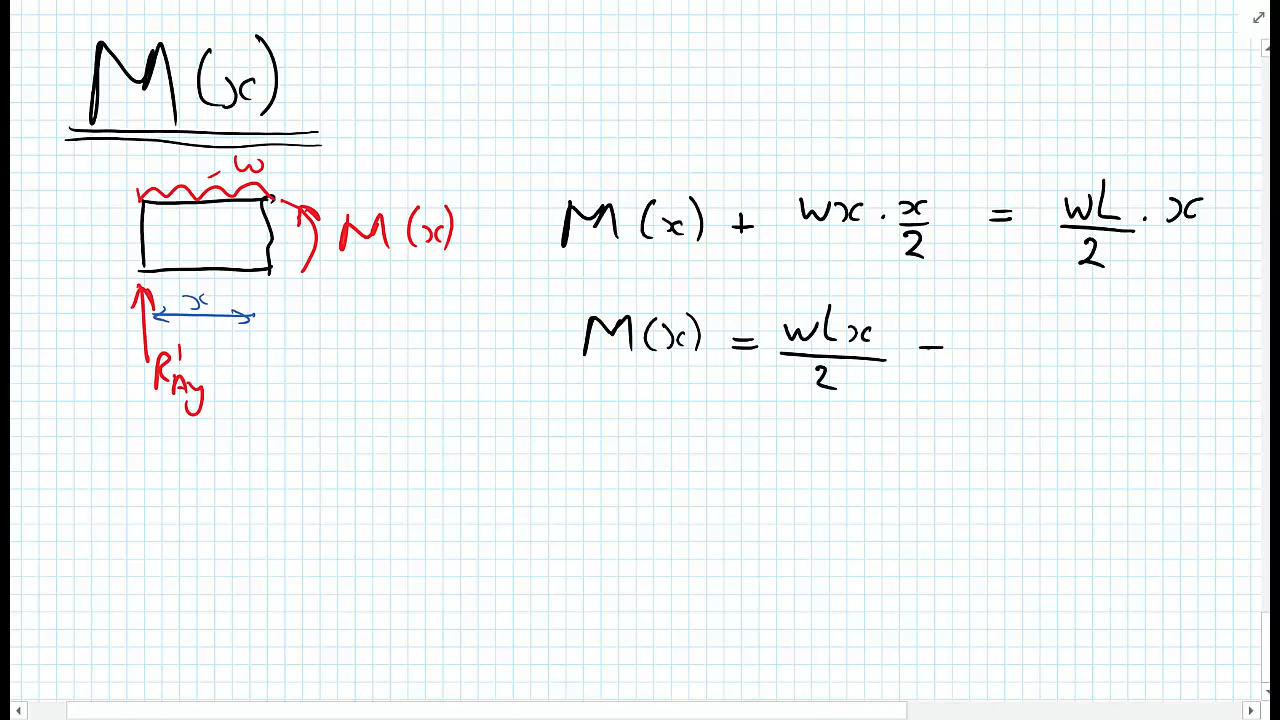 M(x)
w
M(x)
x
R'Ay
M(x) + wx . x/2 = wL/2 . x
M(x) = wLx/2 -